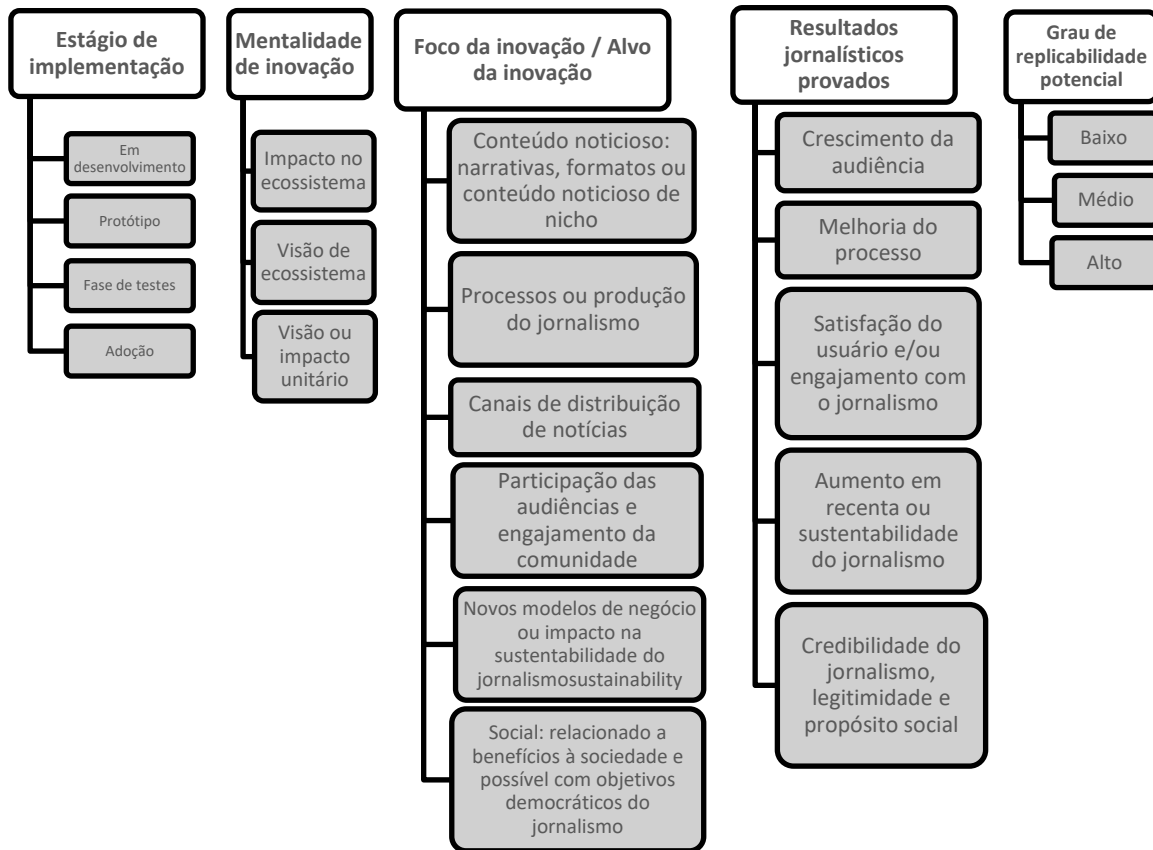 Estágio de
implementação
Em
desenvolvimento
Protótipo
Fase de testes
Adoção
Mentalidade
de inovação
Impacto no
ecossistema
Visão de
ecossistema
Visão ou
impacto
unitário
Foco da inovação / Alvo
da inovação
Conteúdo noticioso:
narrativas, formatos ou
conteúdo noticioso de
nicho
Processos ou produção
do jornalismo
Canais de distribuição
de notícias
Participação das
audiências e
engajamento da
comunidade
Novos modelos de negócio
ou impacto na
sustentabilidade do
jornalismosustainability
Social: relacionado a
benefícios à sociedade e
possível com objetivos
democráticos do
jornalismo
Resultados
jornalísticos
provados
Crescimento da
audiência
Melhoria do
processo
Satisfação do
usuário e/ou
engajamento com
o jornalismo
Aumento em
recenta ou
sustentabilidade
do jornalismo
Credibilidade do
jornalismo,
legitimidade e
propósito social
Grau de
replicabilidade
potencial
Baixo
Médio
Alto